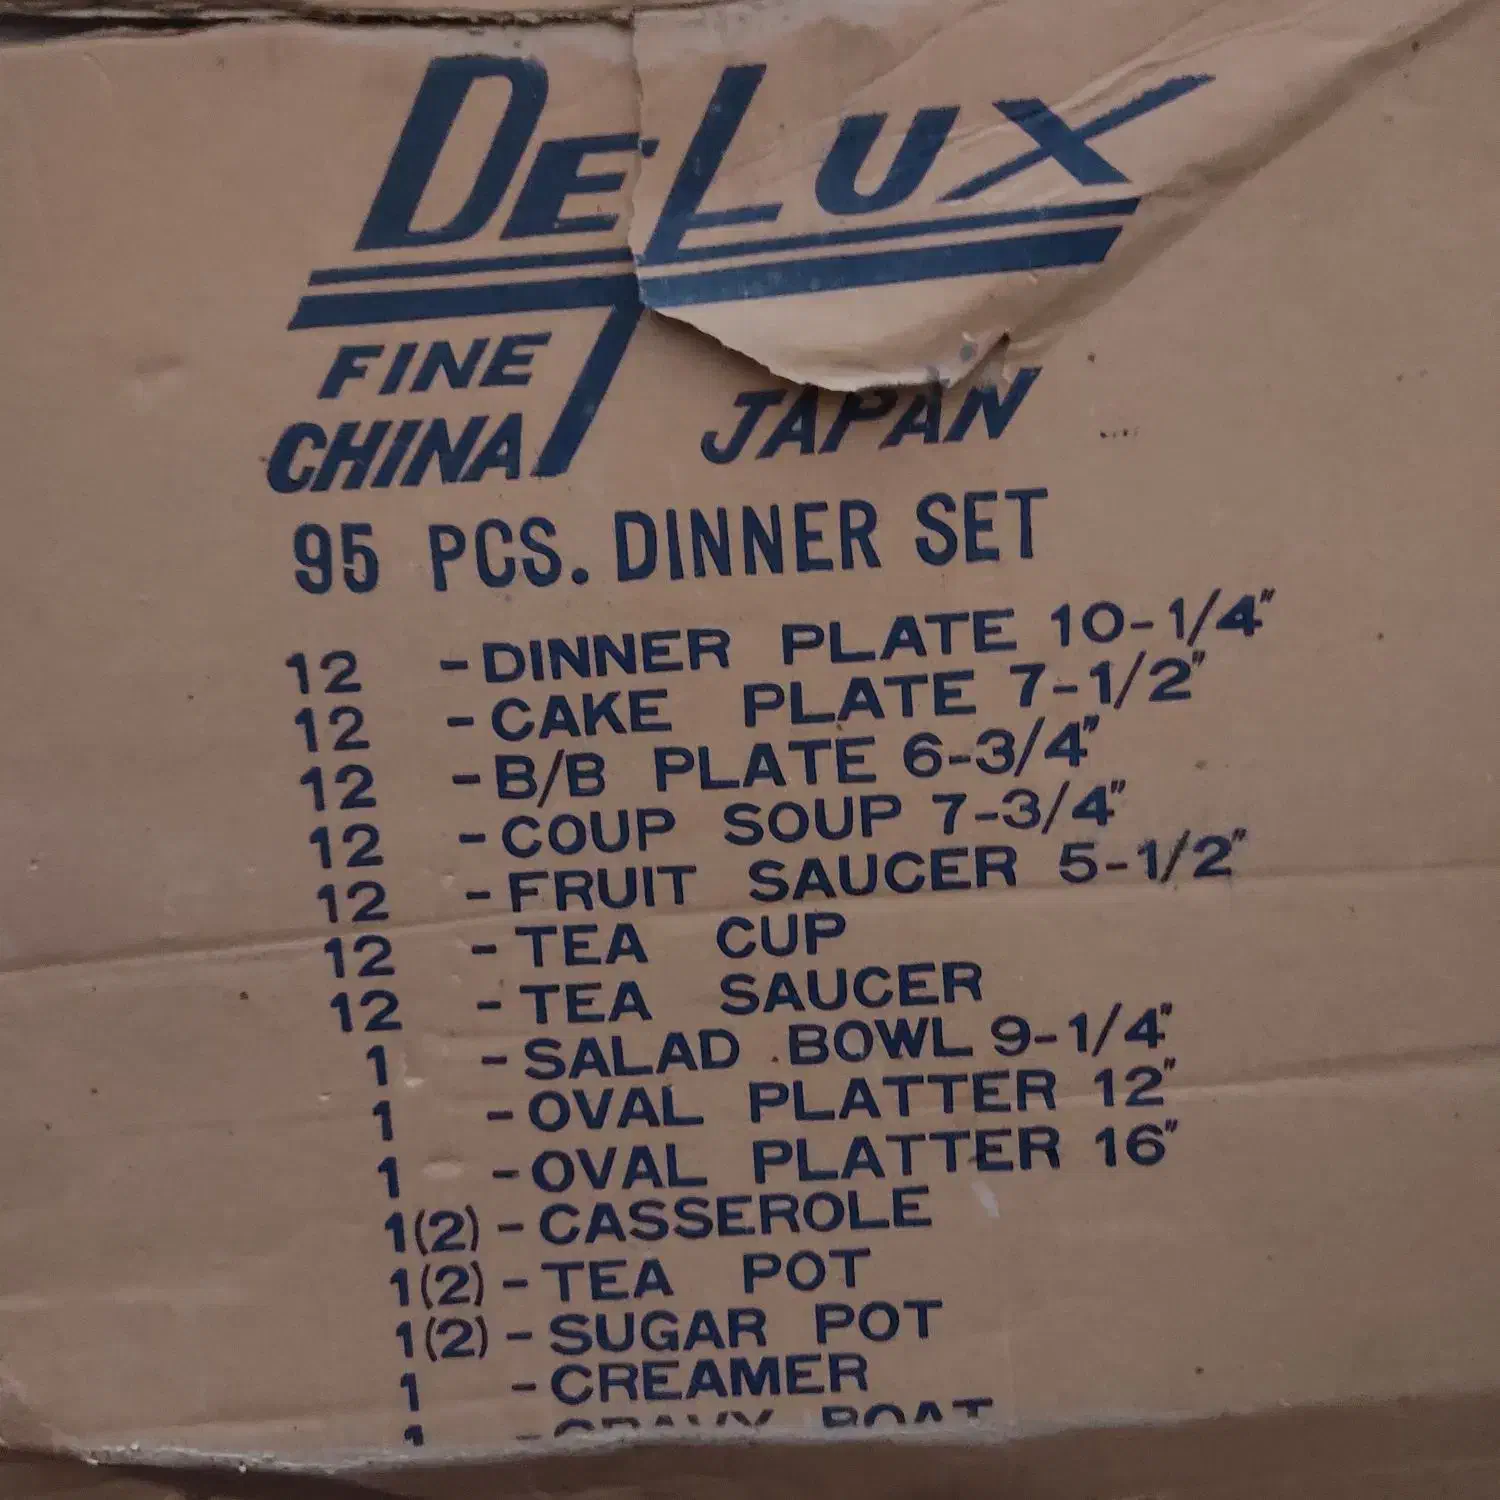 DELUX
FINE
CHINA
JAPAN
95 PCS. DINNER SET
12 -DINNER PLATE 10-1/4"
12 -CAKE PLATE 7-1/2"
12 -B/B PLATE 6-3/4"
12 -COUP SOUP 7-3/4"
12 -FRUIT SAUCER 5-1/2"
12 -TEA CUP
12 -TEA SAUCER
1 -SALAD BOWL 9-1/4"
1 -OVAL PLATTER 12"
1 -OVAL PLATTER 16"
1(2)-CASSEROLE
1(2)-TEA POT
1(2)-SUGAR POT
1 -CREAMER
1 -GRAVY BOAT